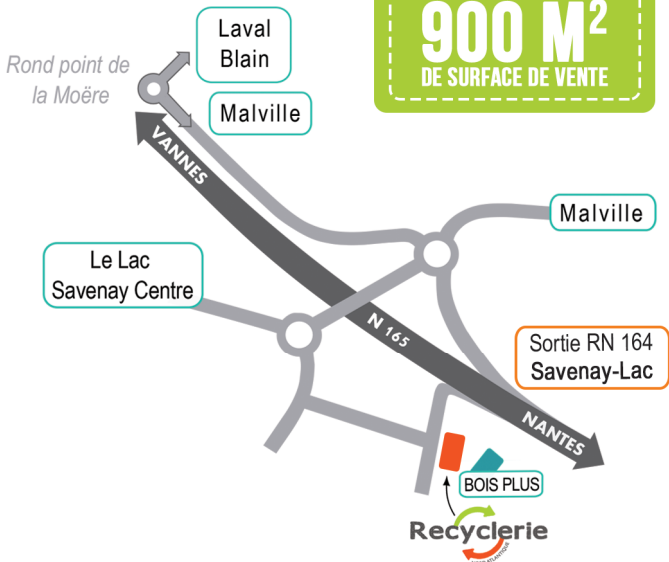 900 M²
DE SURFACE DE VENTE
Laval
Blain
Rond point de
la Moëre
Malville
VANNES
Malville
Le Lac
Savenay Centre
N 165
Sortie RN 164
Savenay-Lac
NANTES
BOIS PLUS
Recyclerie